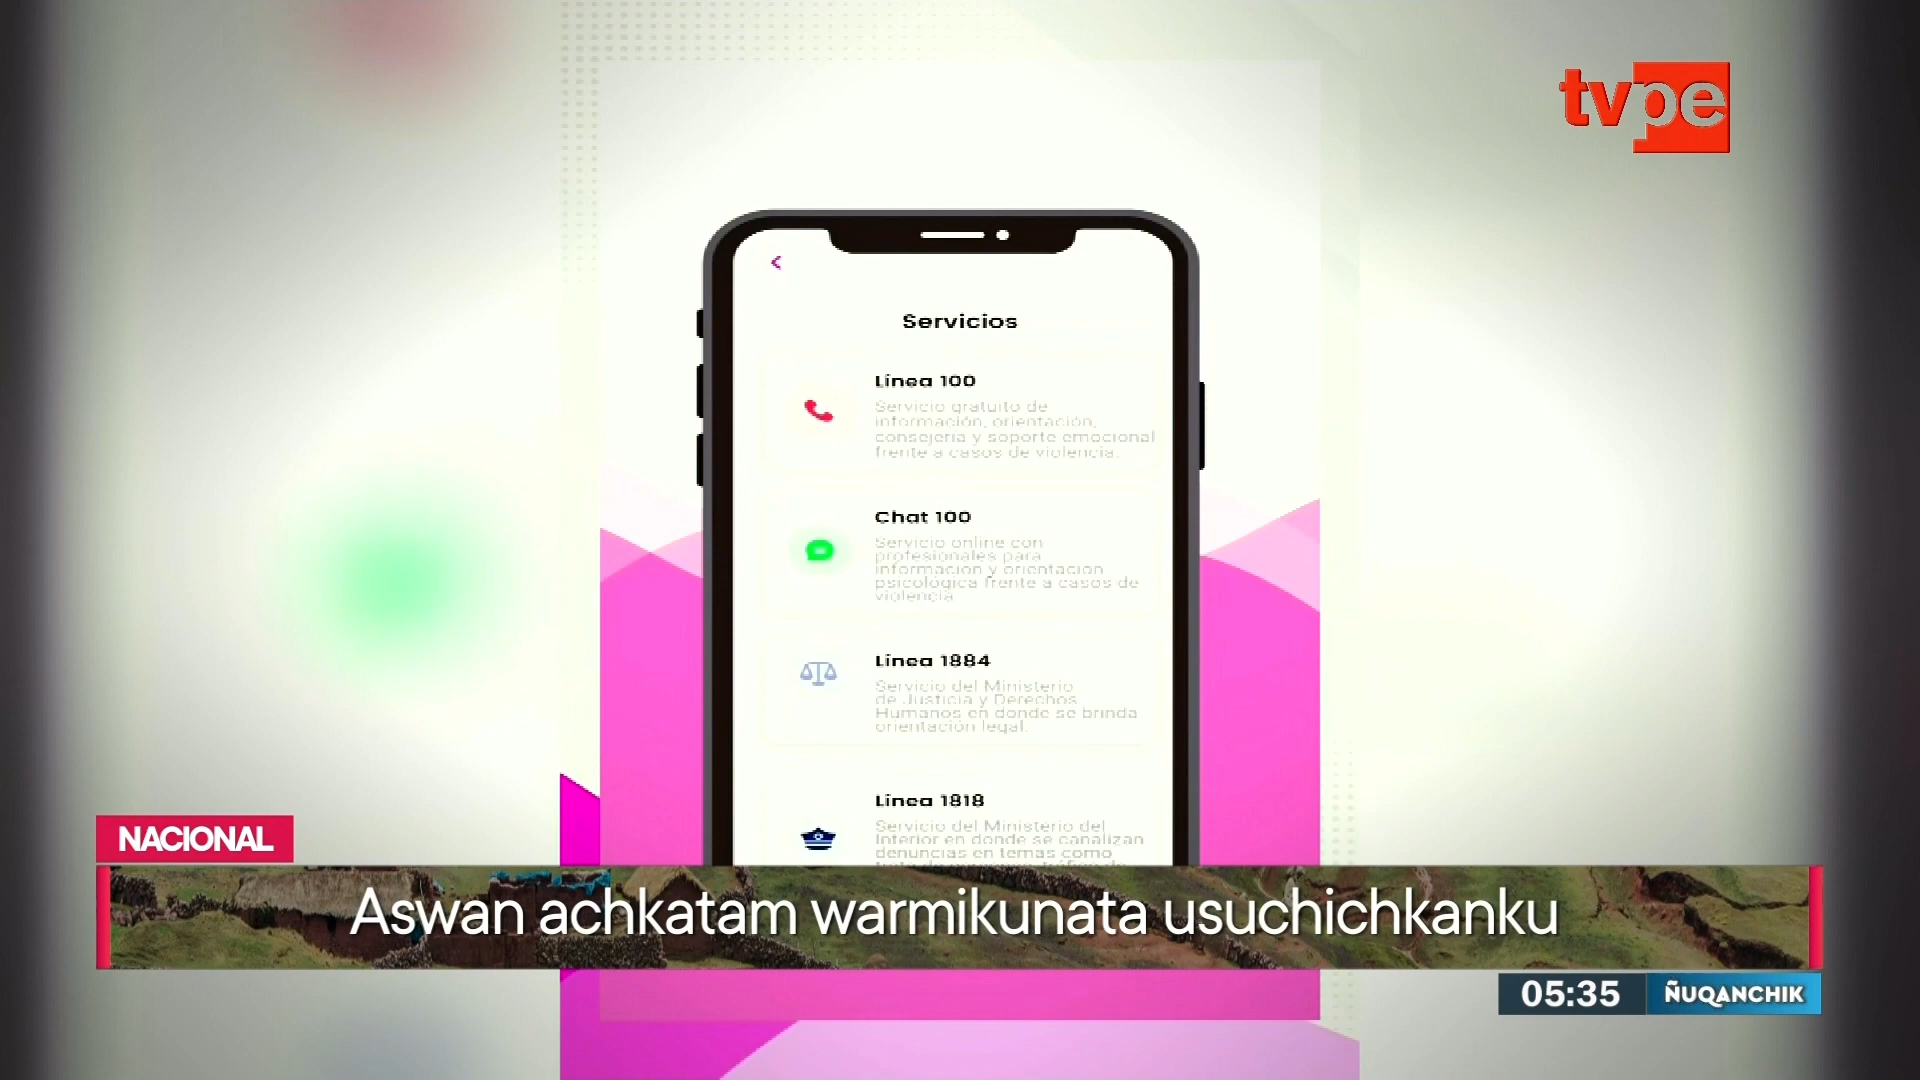 tvpe
Servicios
Línea 100
Servicio gratuito de
información, orientación,
consejería y soporte emocional
frente a casos de violencia.
Chat 100
Servicio online con
profesionales para
información y orientación
psicológica frente a casos de
violencia
Línea 1884
Servicio del Ministerio
de Justicia y Derechos
Humanos en donde se brinda
orientación legal.
Línea 1818
Servicio del Ministerio del
Interior en donde se canalizan
denuncias en temas como
NACIONAL
Aswan achkatam warmikunata usuchichkanku
05:35
ÑUQANCHIK